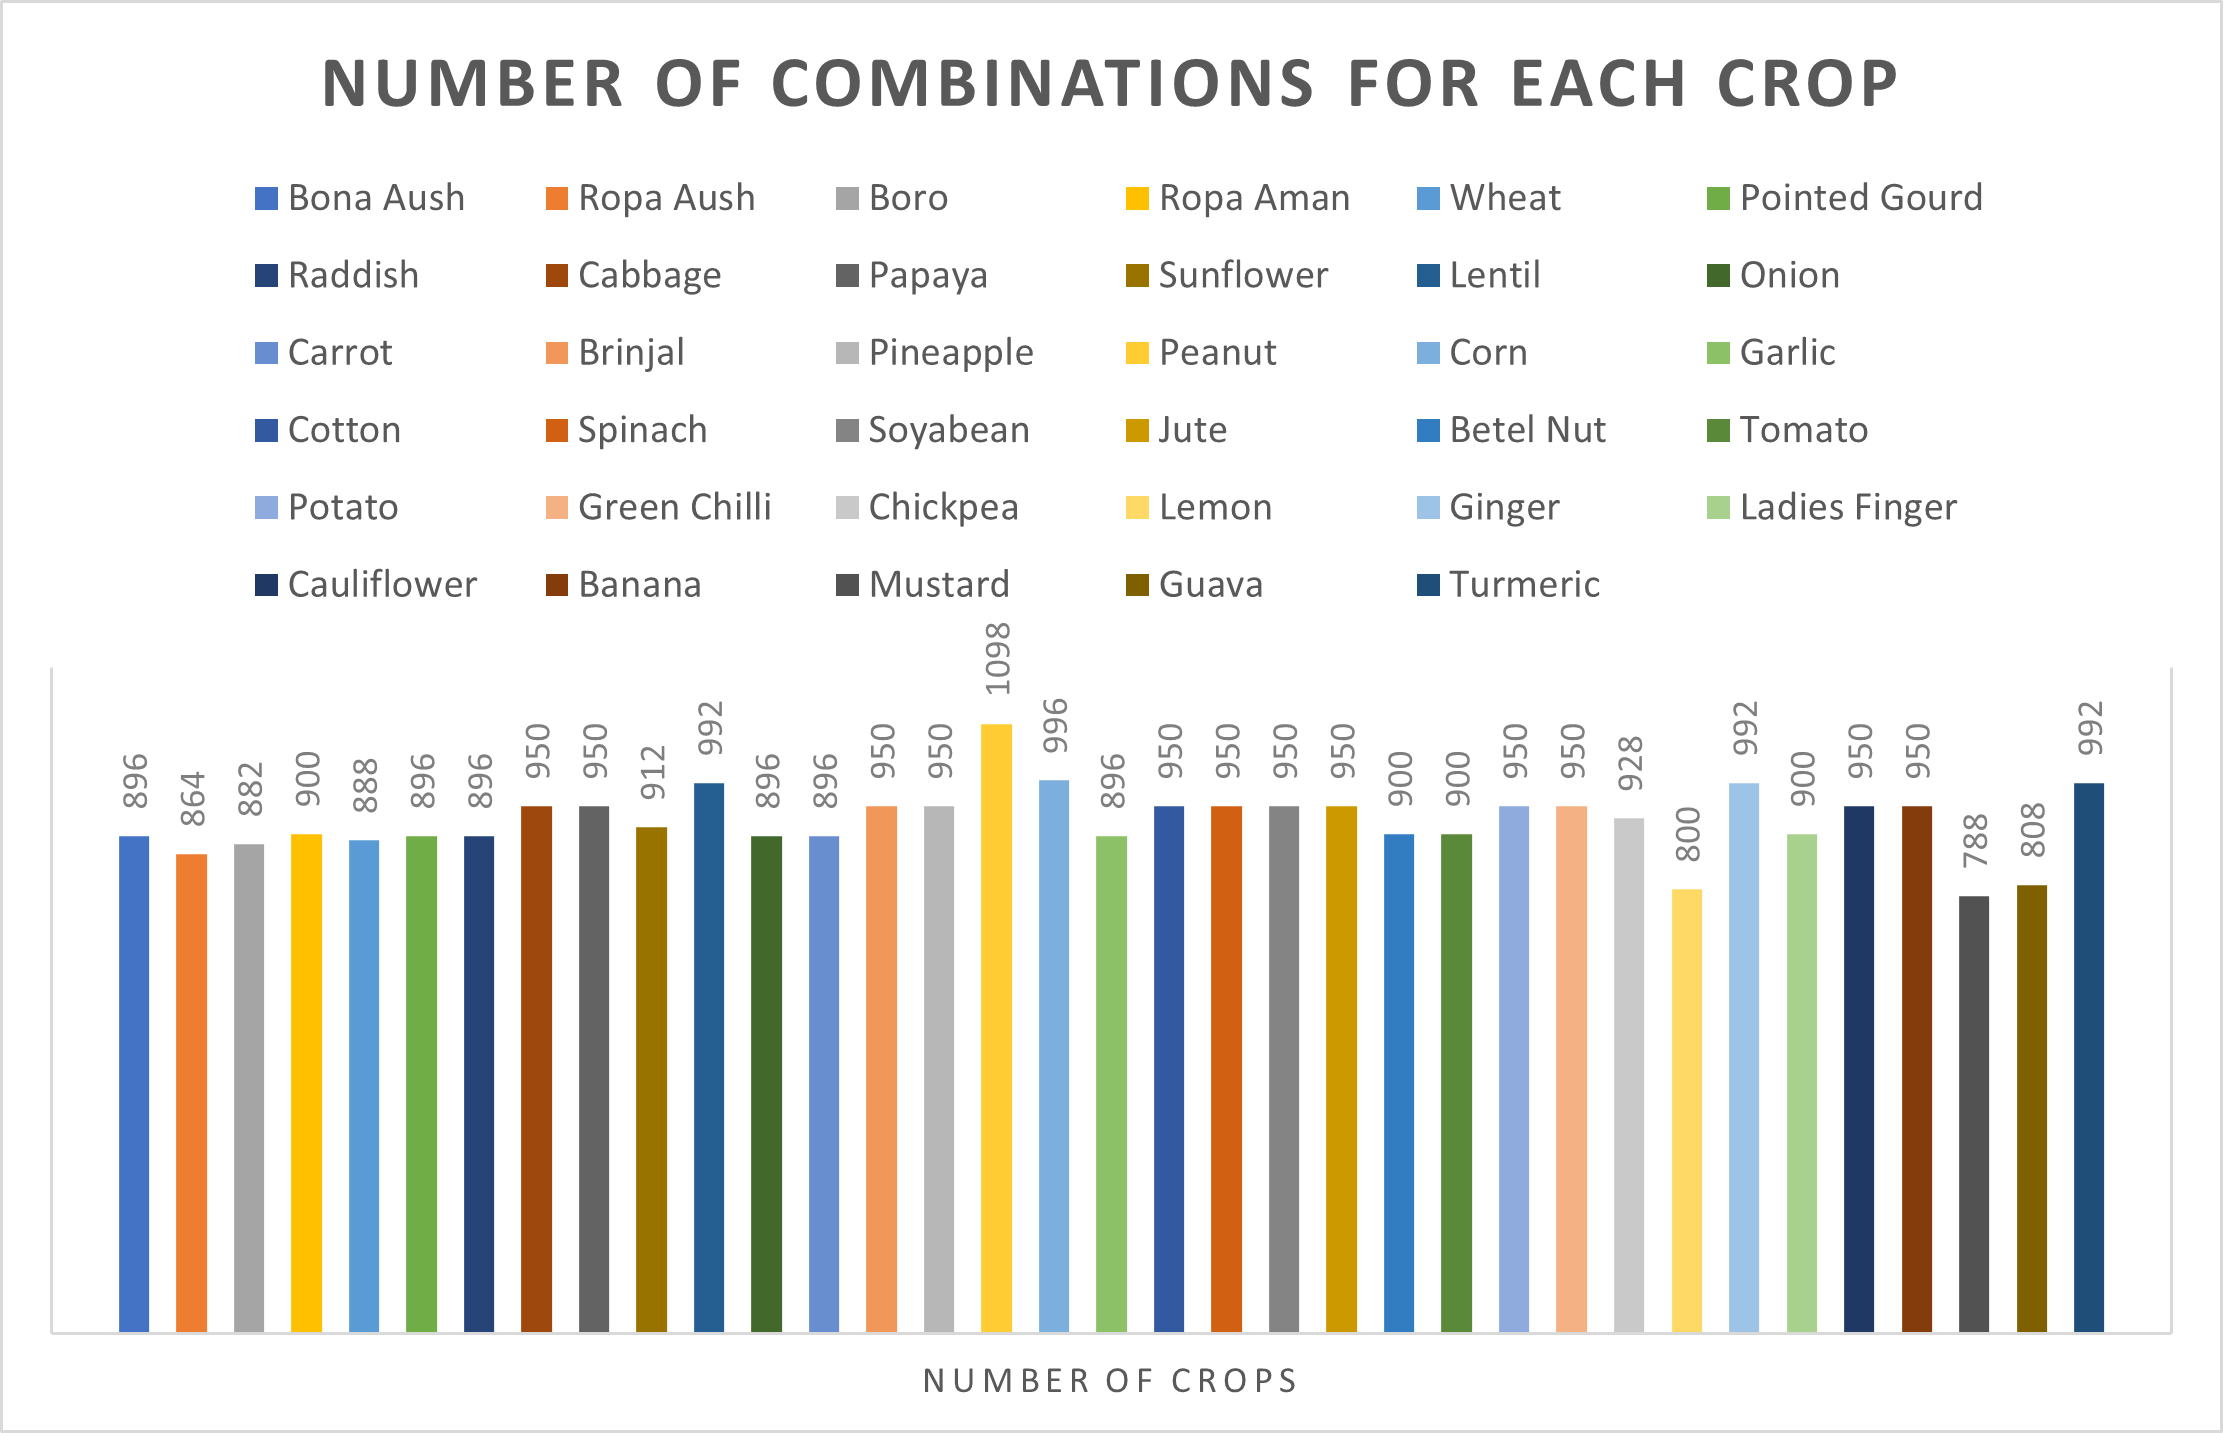 NUMBER OF COMBINATIONS FOR EACH CROP
Bona Aush Ropa Aush Boro Ropa Aman Wheat Pointed Gourd
Raddish Cabbage Papaya Sunflower Lentil Onion
Carrot Brinjal Pineapple Peanut Corn Garlic
Cotton Spinach Soyabean Jute Betel Nut Tomato
Potato Green Chilli Chickpea Lemon Ginger Ladies Finger
Cauliflower Banana Mustard Guava Turmeric
896 864 882 900 888 896 896 950 950 912 992 896 896 950 950 1098 996 896 950 950 950 950 900 900 950 950 928 800 992 900 950 950 788 808 992
NUMBER OF CROPS